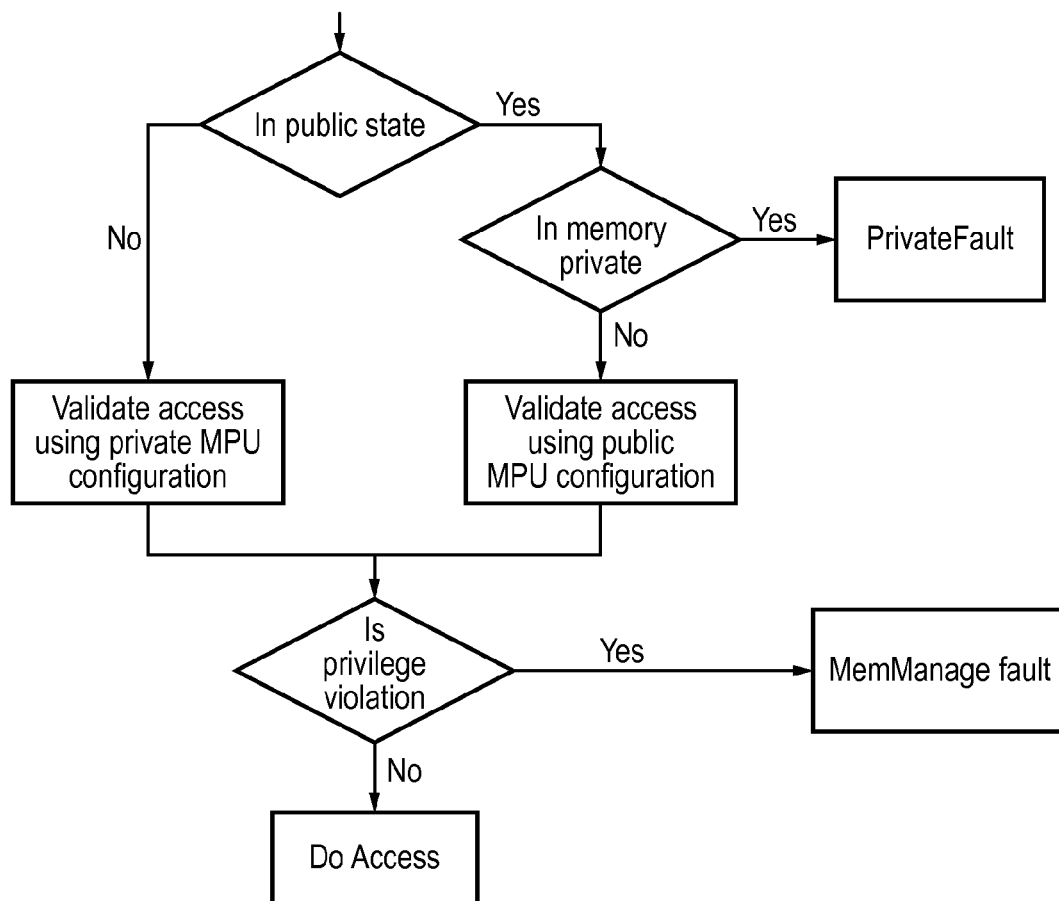 In public state
Yes
No
In memory
private
Yes
PrivateFault
No
Validate access
using private MPU
configuration
Validate access
using public
MPU configuration
Is
privilege
violation
Yes
MemManage fault
No
Do Access